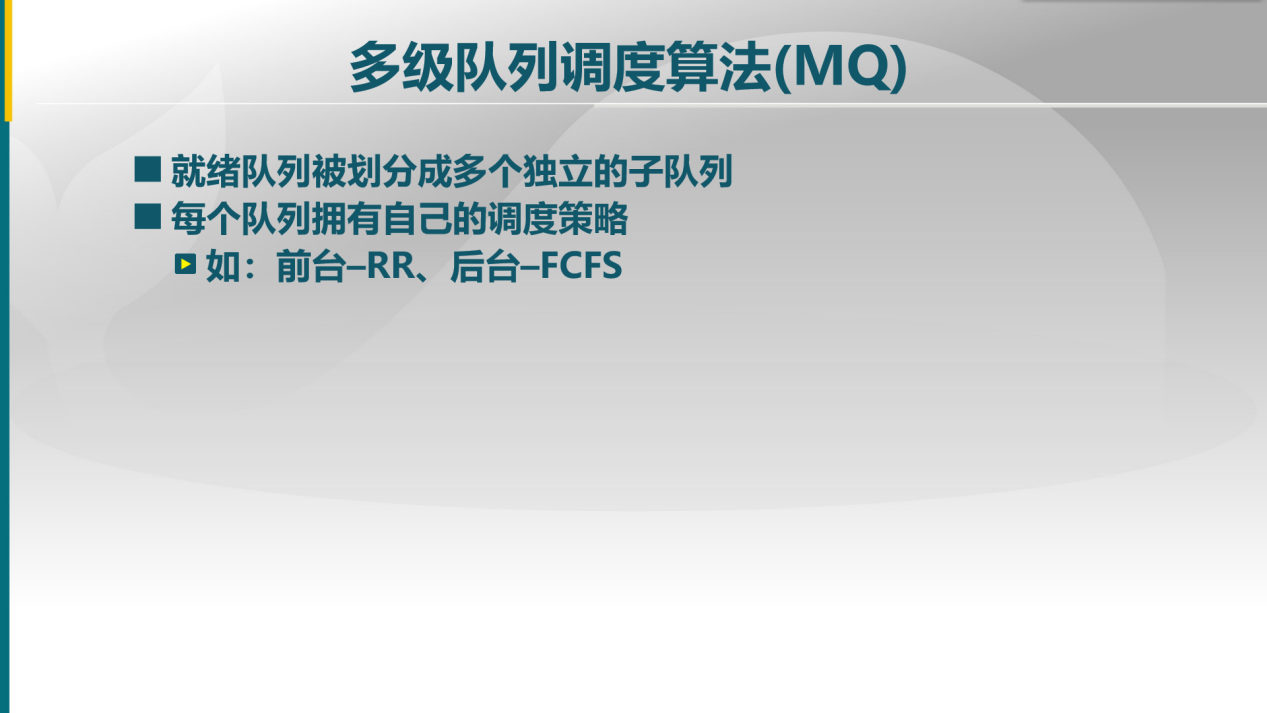 多级队列调度算法(MQ)
就绪队列被划分成多个独立的子队列
每个队列拥有自己的调度策略
如：前台–RR、后台–FCFS